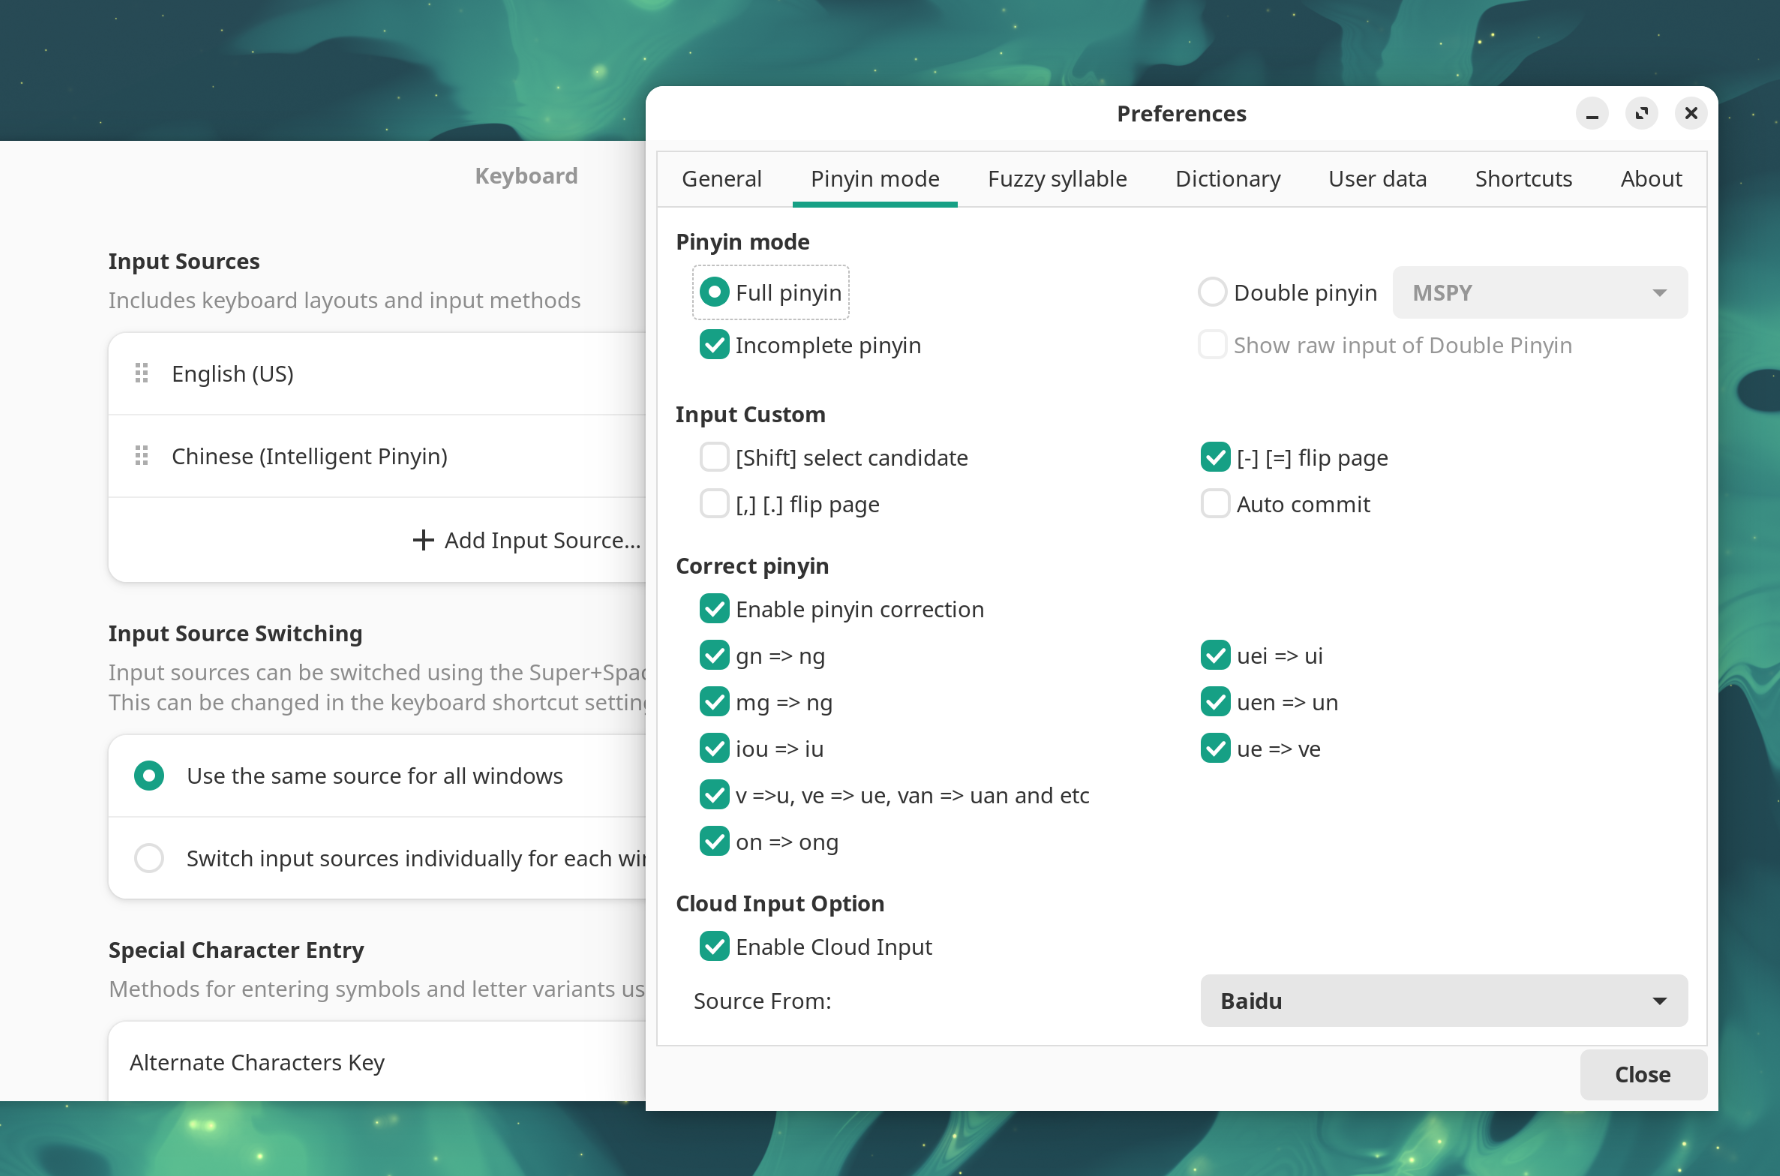 Keyboard
Input Sources
Includes keyboard layouts and input methods
English (US)
Chinese (Intelligent Pinyin)
Add Input Source...
Input Source Switching
Input sources can be switched using the Super+Spac
This can be changed in the keyboard shortcut setting
Use the same source for all windows
Switch input sources individually for each win
Special Character Entry
Methods for entering symbols and letter variants us
Alternate Characters Key
Preferences
General Pinyin mode Fuzzy syllable Dictionary User data Shortcuts About
Pinyin mode
Full pinyin Double pinyin MSPY
Incomplete pinyin Show raw input of Double Pinyin
Input Custom
[Shift] select candidate [-] [=] flip page
[,] [.] flip page Auto commit
Correct pinyin
Enable pinyin correction
gn => ng uei => ui
mg => ng uen => un
iou => iu ue => ve
v =>u, ve => ue, van => uan and etc
on => ong
Cloud Input Option
Enable Cloud Input
Source From: Baidu
Close